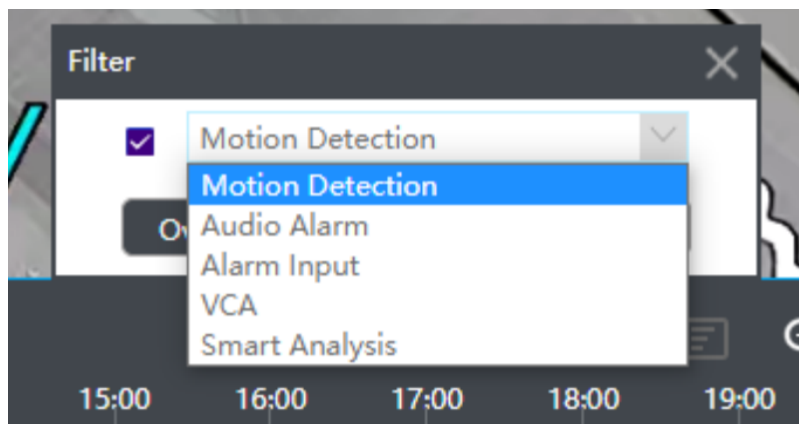 Filter
Motion Detection
Motion Detection
Audio Alarm
Alarm Input
VCA
Smart Analysis
15:00 16:00 17:00 18:00 19:00